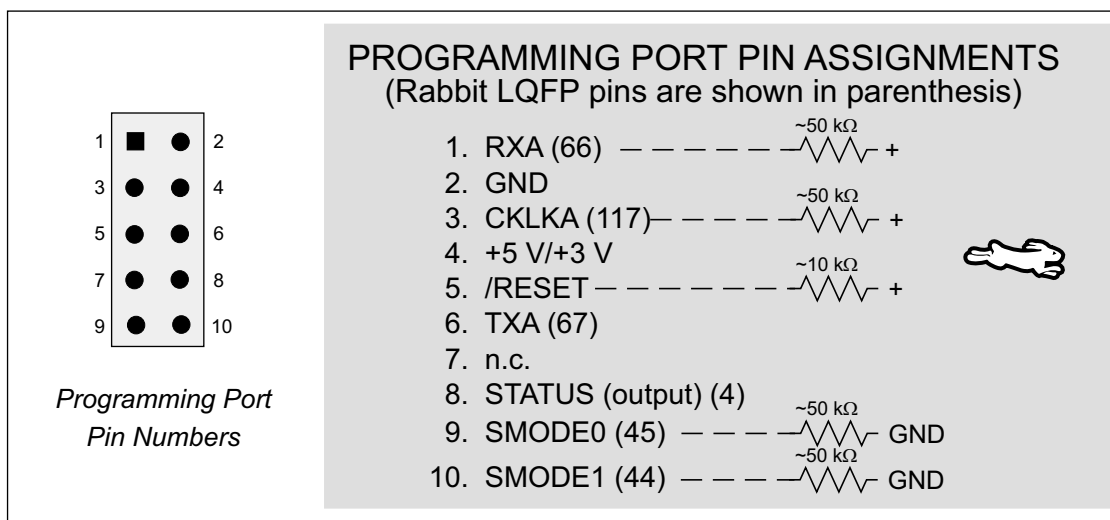 1 2
3 4
5 6
7 8
9 10
Programming Port
Pin Numbers
PROGRAMMING PORT PIN ASSIGNMENTS
(Rabbit LQFP pins are shown in parenthesis)
1. RXA (66) ~50 kΩ +
2. GND
3. CKLKA (117) ~50 kΩ +
4. +5 V/+3 V
5. /RESET ~10 kΩ +
6. TXA (67)
7. n.c.
8. STATUS (output) (4)
9. SMODE0 (45) ~50 kΩ GND
10. SMODE1 (44) ~50 kΩ GND